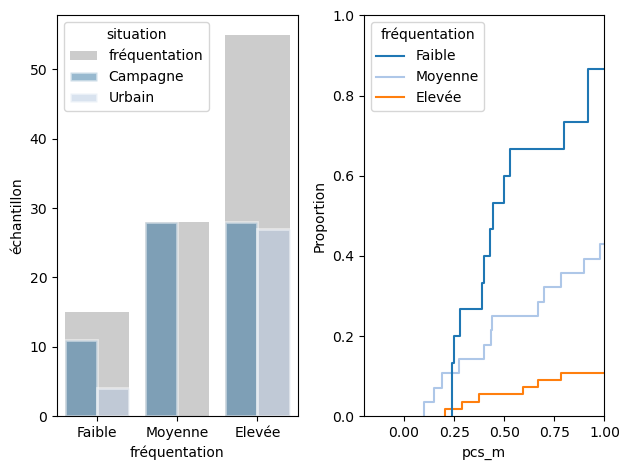 situation
fréquentation
Campagne
Urbain
50
40
30
20
10
0
échantillon
Faible
Moyenne
Elevée
fréquentation
fréquentation
Faible
Moyenne
Elevée
1.0
0.8
0.6
0.4
0.2
0.0
Proportion
0.00
0.25
0.50
0.75
1.00
pcs_m